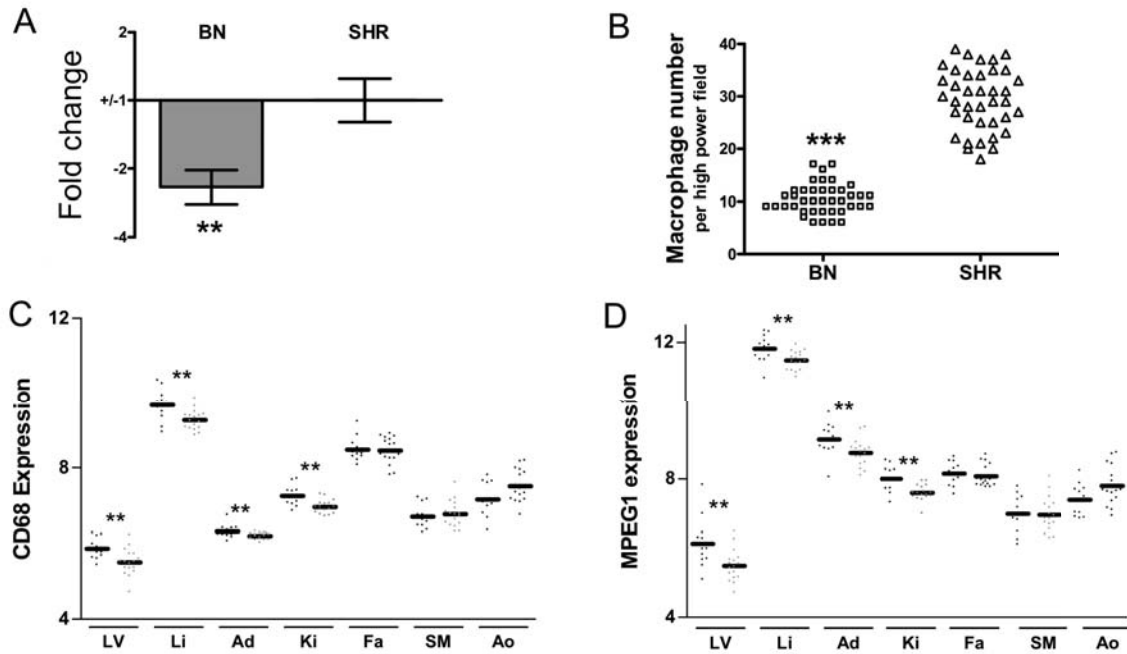 A
BN
SHR
2
+/-1
-2
-4
Fold change
**
B
Macrophage number
per high power field
40
30
20
10
0
***
BN
SHR
C
CD68 Expression
12
8
4
**
**
**
**
LV
Li
Ad
Ki
Fa
SM
Ao
D
MPEG1 expression
12
8
4
**
**
**
**
LV
Li
Ad
Ki
Fa
SM
Ao